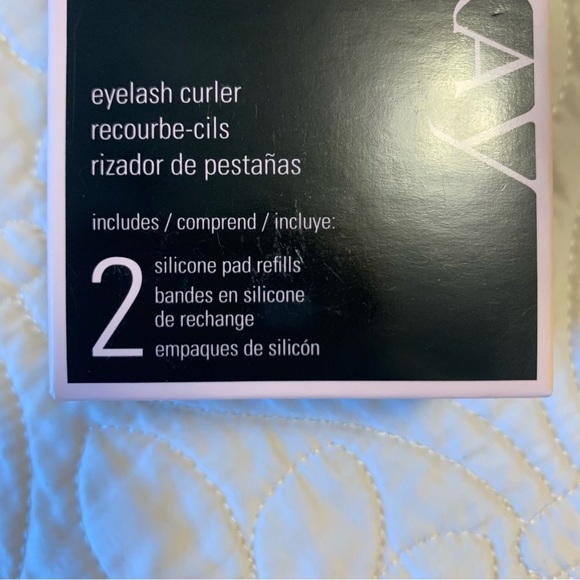 AY
eyelash curler
recourbe-cils
rizador de pestañas
includes / comprend / incluye:
2
silicone pad refills
bandes en silicone
de rechange
empaques de silicón